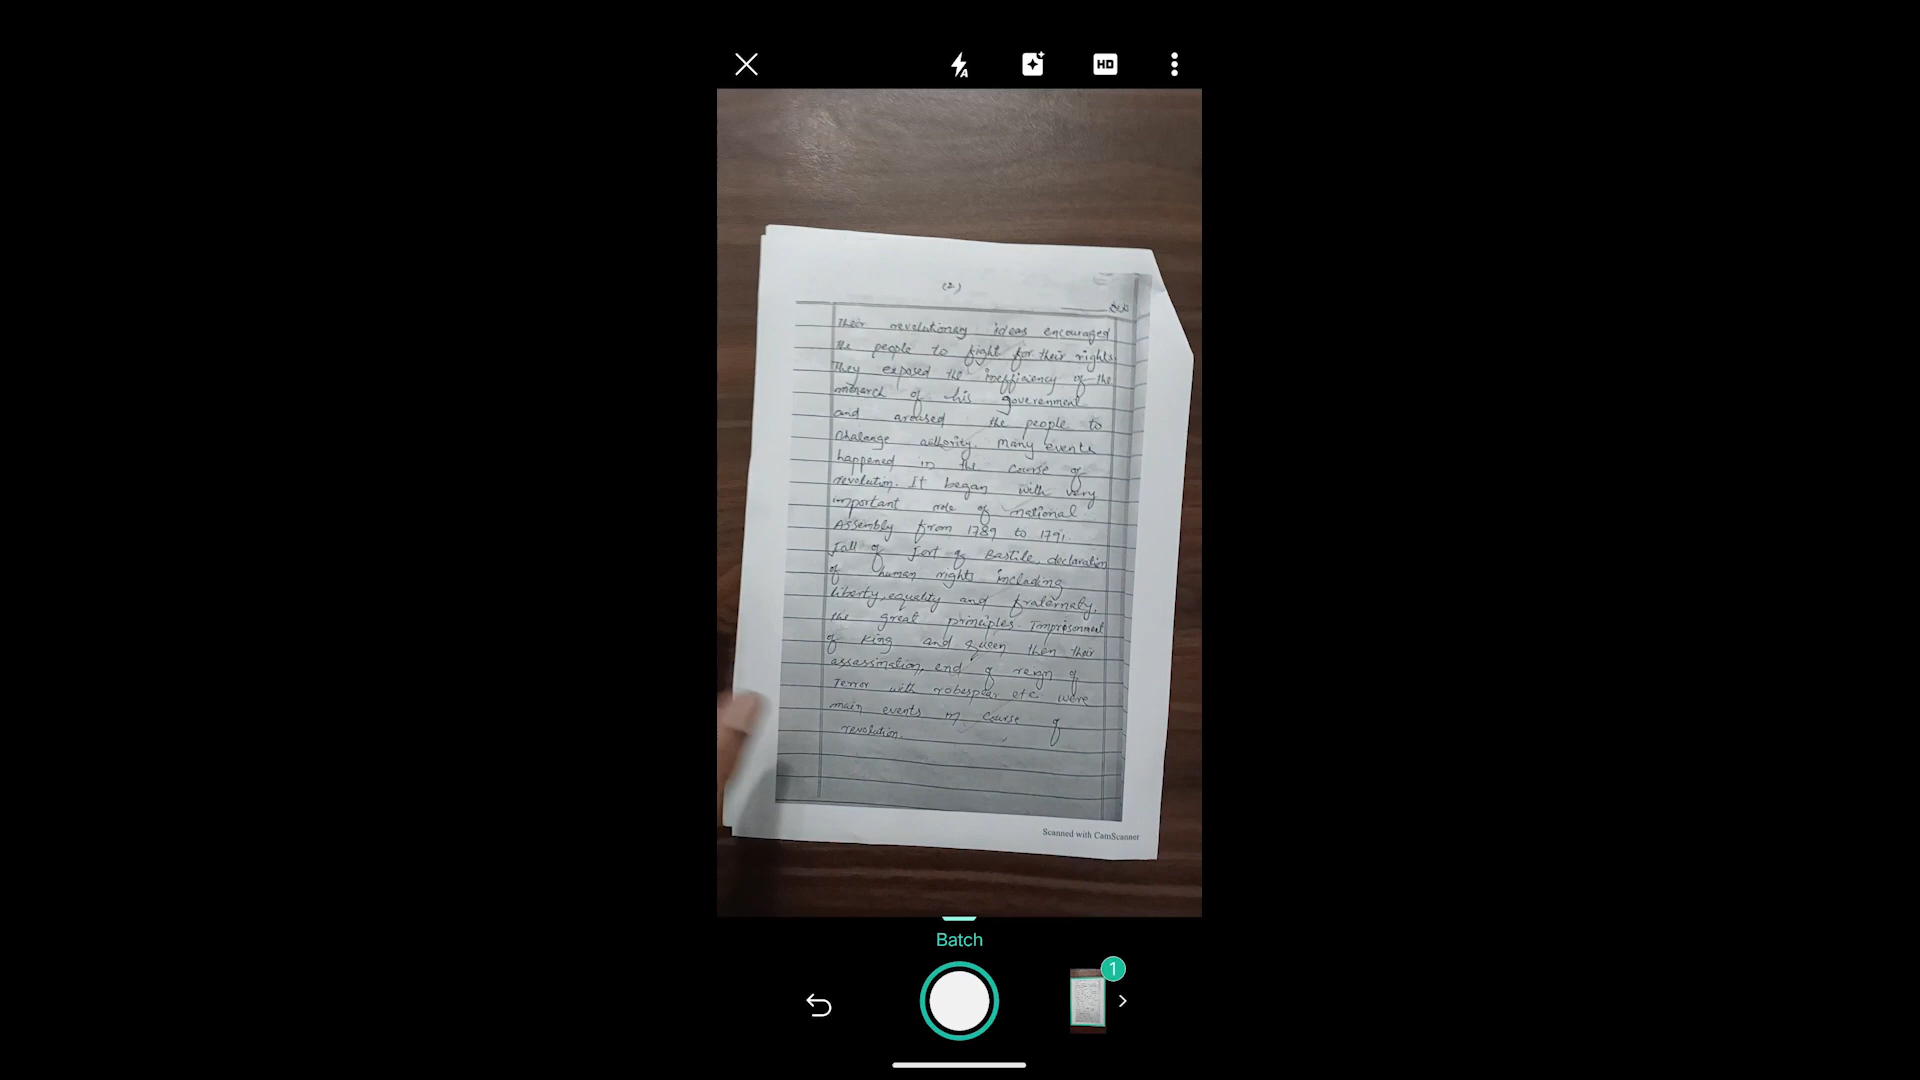 HD
(2)
Their revolutionary ideas encouraged
the people to fight for their rights.
They exposed the inefficiency of the
monarch of his government
and aroused the people to
Chalange authority. Many events
happened in the course of
revolution. It began with very
important role of national
Assembly from 1789 to 1791.
Fall of Fort of Bastile, declaration
of human rights including
liberty, equality and fraternaty,
the great principles. Imprisonment
of King and Queen then their
assassination, end of reign of
Terror with robespear etc were
main events in Course of
revolution.
Scanned with CamScanner
Batch
1